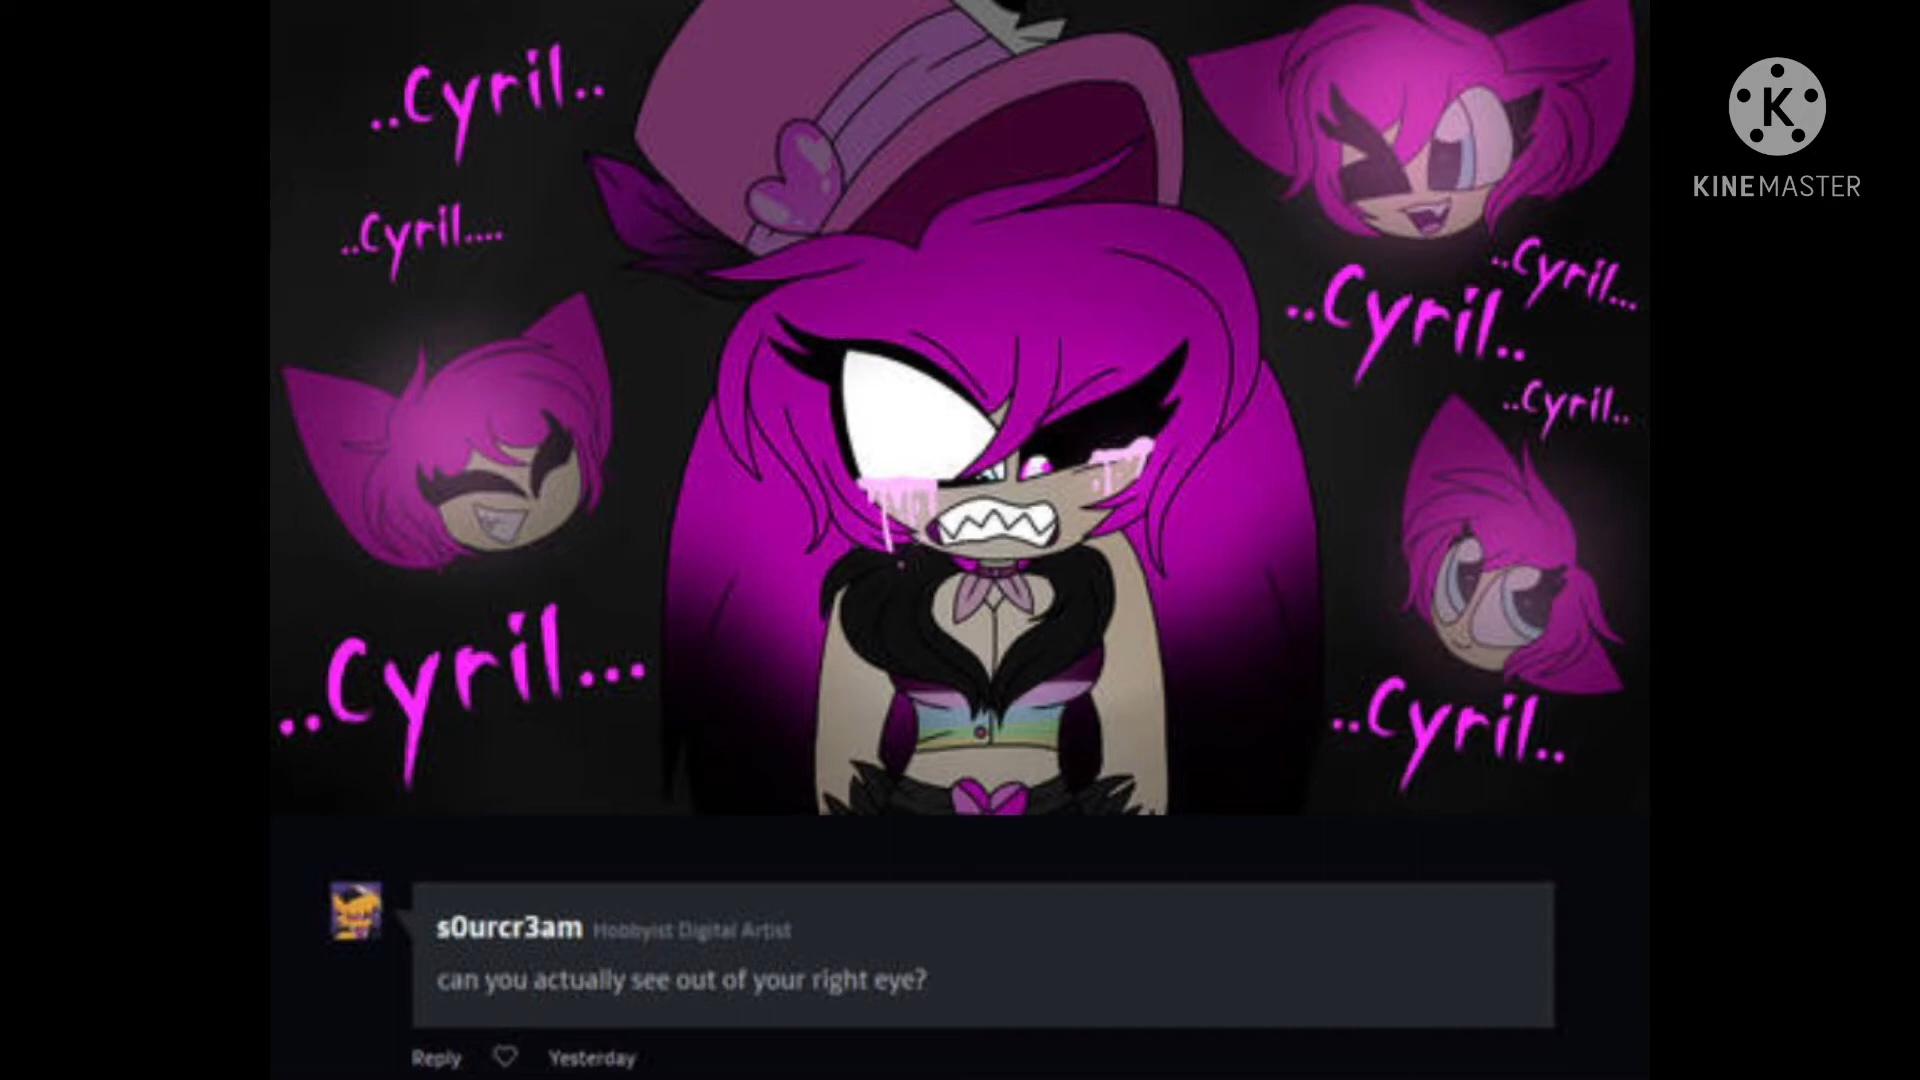 ..Cyril..
..Cyril....
..Cyril...
..Cyril..
..Cyril..
..Cyril...
..Cyril..
K
KINEMASTER
s0urcr3am Hobbyist Digital Artist
can you actually see out of your right eye?
Reply Yesterday